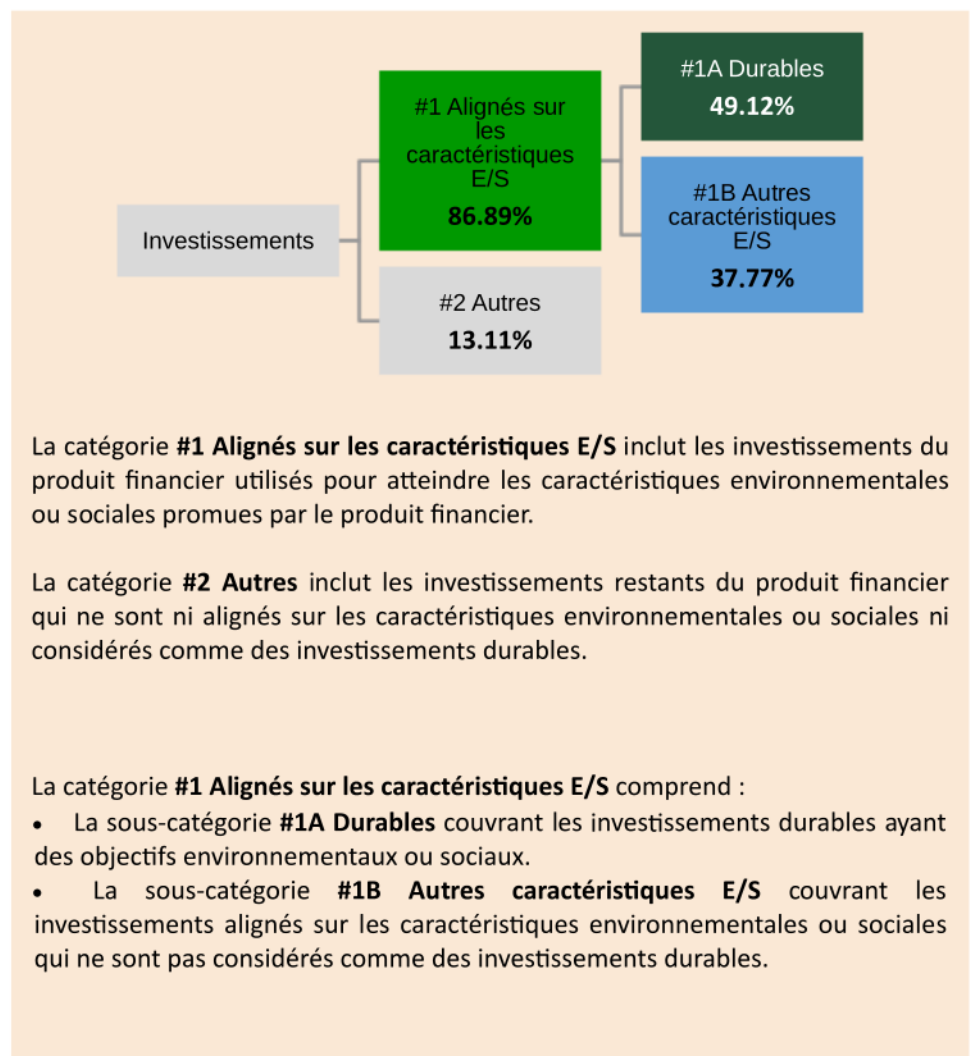 #1A Durables
49.12%
#1 Alignés sur
les
caractéristiques
E/S
86.89%
#1B Autres
caractéristiques
E/S
37.77%
Investissements
#2 Autres
13.11%
La catégorie #1 Alignés sur les caractéristiques E/S inclut les investissements du
produit financier utilisés pour atteindre les caractéristiques environnementales
ou sociales promues par le produit financier.
La catégorie #2 Autres inclut les investissements restants du produit financier
qui ne sont ni alignés sur les caractéristiques environnementales ou sociales ni
considérés comme des investissements durables.
La catégorie #1 Alignés sur les caractéristiques E/S comprend :
• La sous-catégorie #1A Durables couvrant les investissements durables ayant
des objectifs environnementaux ou sociaux.
• La sous-catégorie #1B Autres caractéristiques E/S couvrant les
investissements alignés sur les caractéristiques environnementales ou sociales
qui ne sont pas considérés comme des investissements durables.